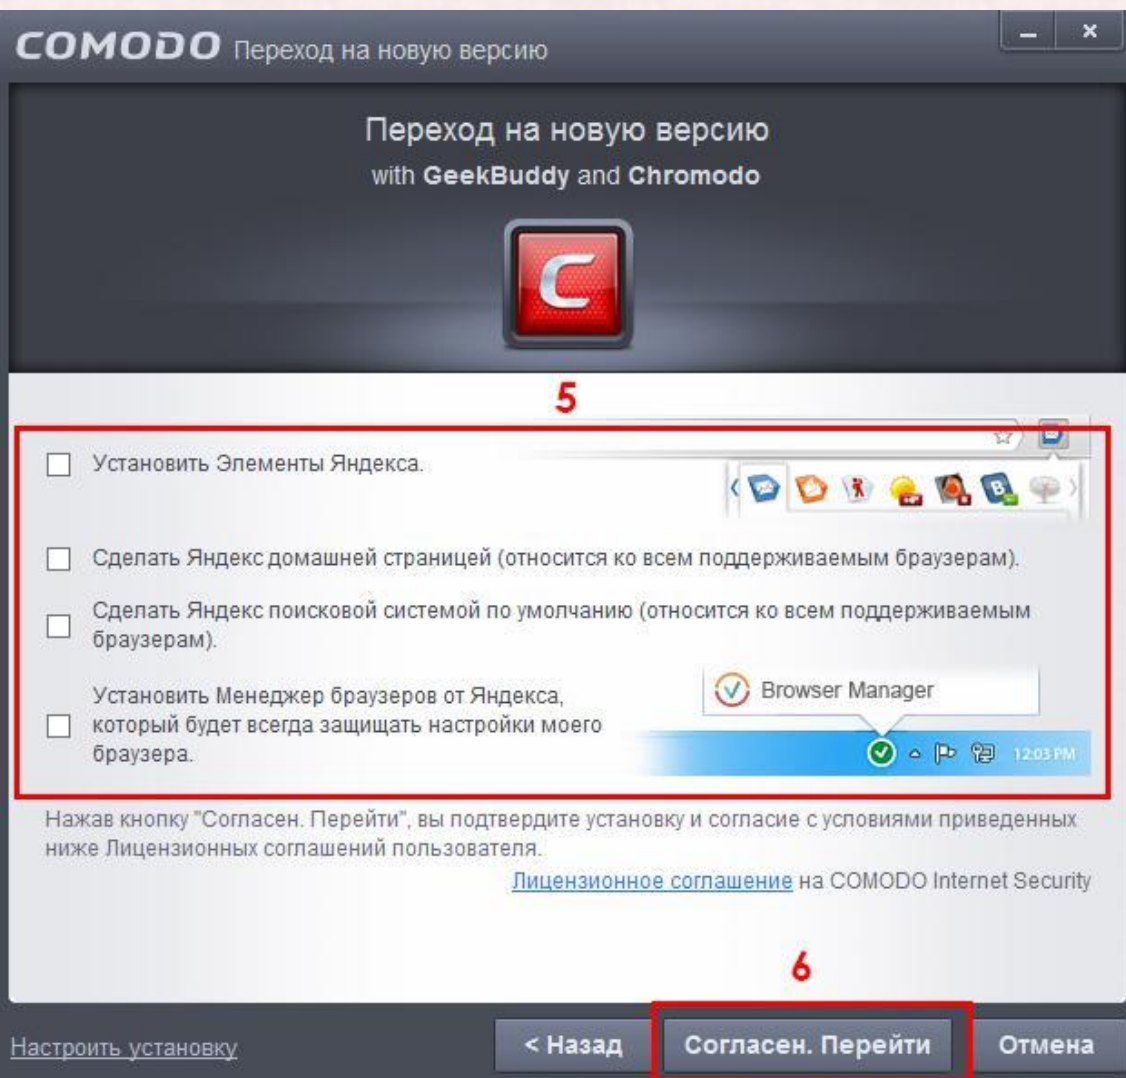 COMODO Переход на новую версию
Переход на новую версию
with GeekBuddy and Chromodo
C
5
Установить Элементы Яндекса.
Сделать Яндекс домашней страницей (относится ко всем поддерживаемым браузерам).
Сделать Яндекс поисковой системой по умолчанию (относится ко всем поддерживаемым
браузерам).
Установить Менеджер браузеров от Яндекса,
который будет всегда защищать настройки моего
браузера.
Browser Manager
12:03 PM
Нажав кнопку "Согласен. Перейти", вы подтвердите установку и согласие с условиями приведенных
ниже Лицензионных соглашений пользователя.
Лицензионное соглашение на COMODO Internet Security
6
Настроить установку
< Назад
Согласен. Перейти
Отмена